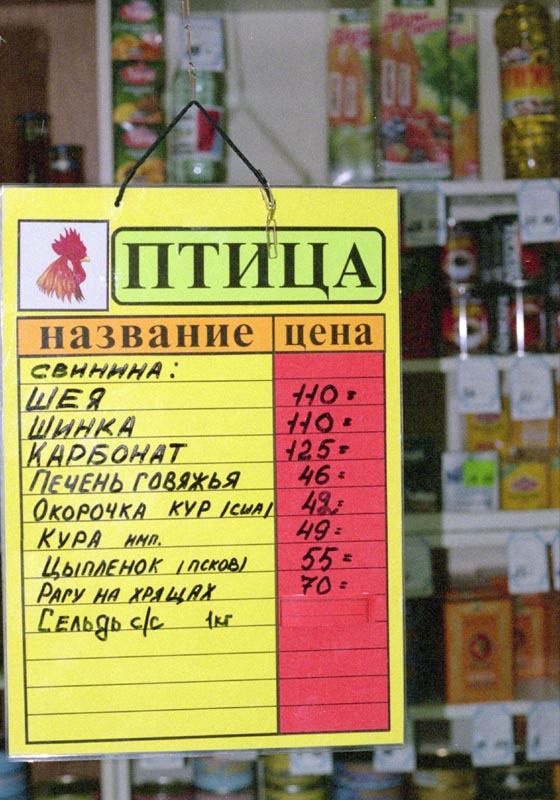 ПТИЦА
название цена
СВИНИНА:
ШЕЯ 110=
ШИНКА 110=
КАРБОНАТ 125=
ПЕЧЕНЬ ГОВЯЖЬЯ 46=
ОКОРОЧКА КУР (США) 42=
КУРА ИМП. 49=
ЦЫПЛЕНОК (ПСКОВ) 55=
РАГУ НА ХРЯЩАХ 70=
СЕЛЬДЬ С/С 1КГ